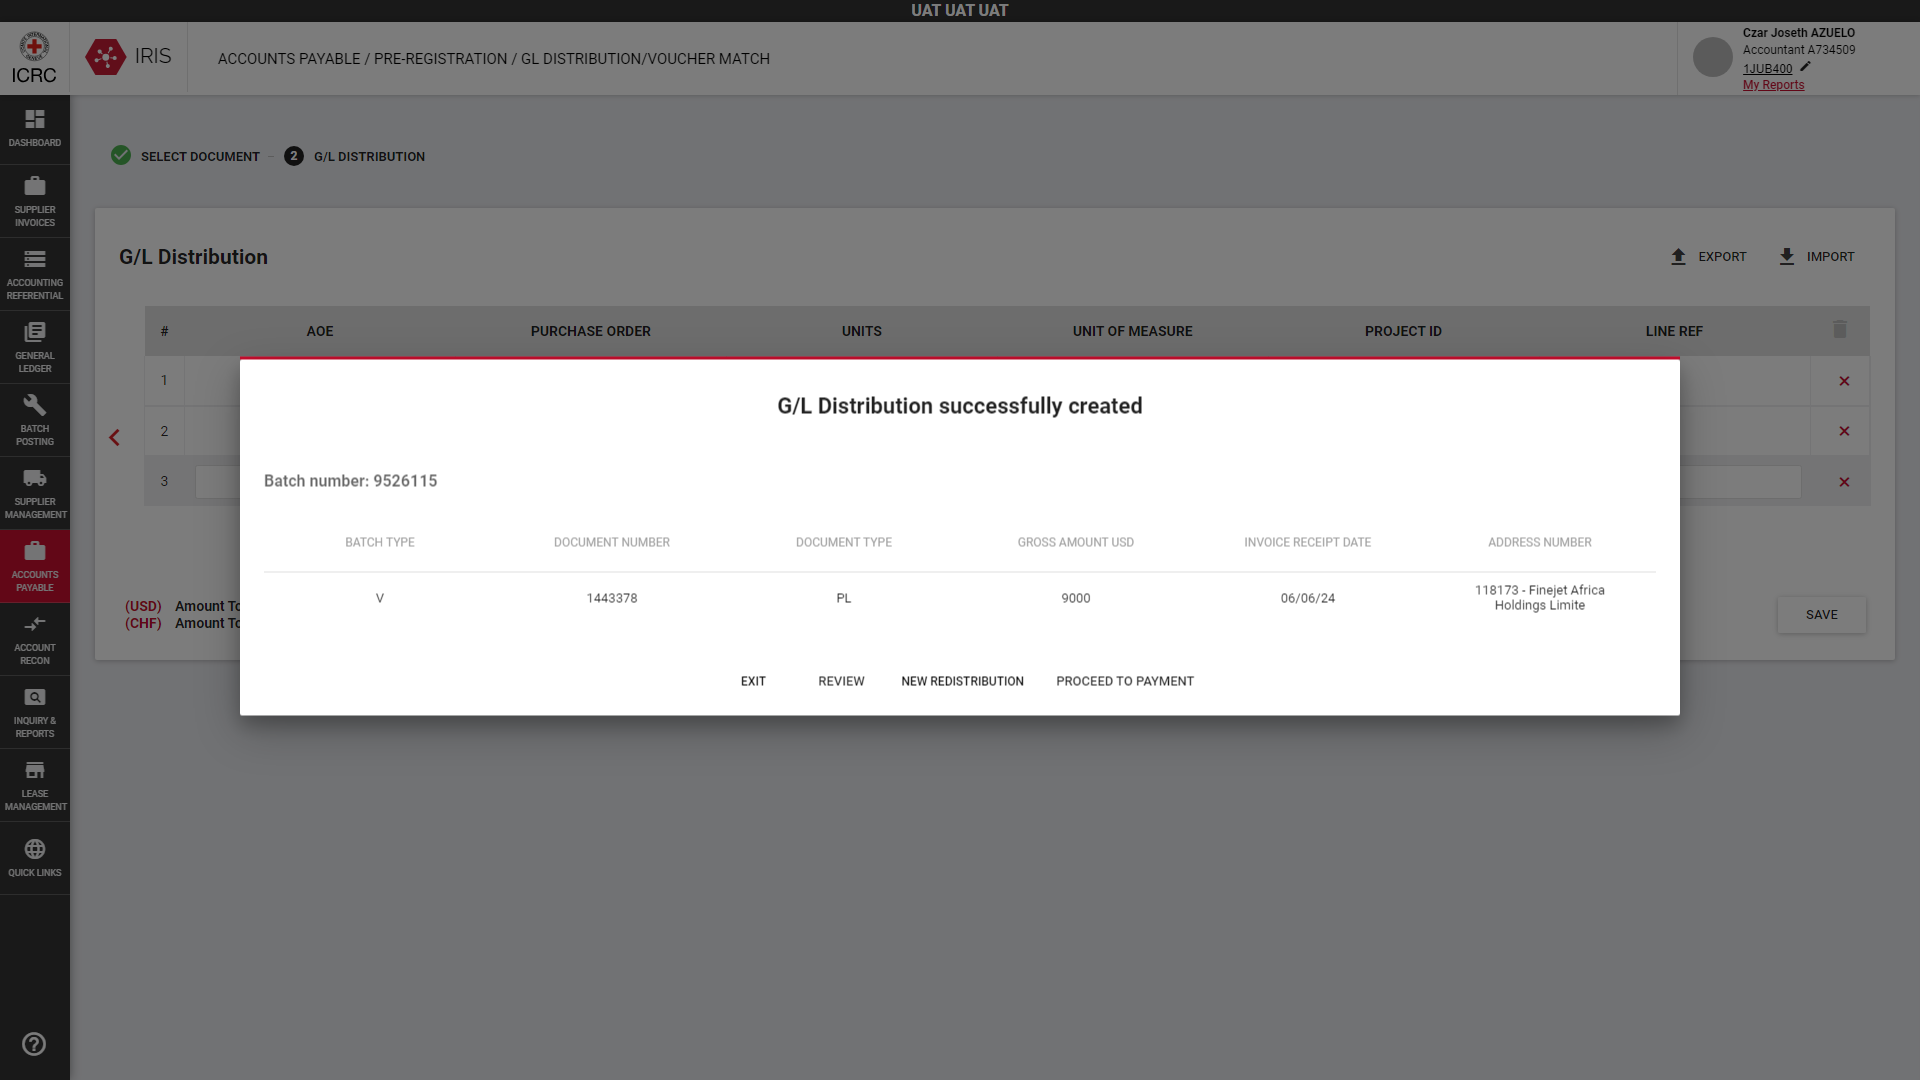 UAT UAT UAT
ICRC
IRIS
ACCOUNTS PAYABLE / PRE-REGISTRATION / GL DISTRIBUTION/VOUCHER MATCH
Czar Joseth AZUELO
Accountant A734509
1JUB400
My Reports
DASHBOARD
SUPPLIER
INVOICES
ACCOUNTING
REFERENTIAL
GENERAL
LEDGER
BATCH
POSTING
SUPPLIER
MANAGEMENT
ACCOUNTS
PAYABLE
ACCOUNT
RECON
INQUIRY &
REPORTS
LEASE
MANAGEMENT
QUICK LINKS
SELECT DOCUMENT
2 G/L DISTRIBUTION
G/L Distribution
EXPORT IMPORT
# AOE PURCHASE ORDER UNITS UNIT OF MEASURE PROJECT ID LINE REF
1
2
3
G/L Distribution successfully created
Batch number: 9526115
BATCH TYPE DOCUMENT NUMBER DOCUMENT TYPE GROSS AMOUNT USD INVOICE RECEIPT DATE ADDRESS NUMBER
V 1443378 PL 9000 06/06/24 118173 - Finejet Africa
Holdings Limite
EXIT REVIEW NEW REDISTRIBUTION PROCEED TO PAYMENT
(USD) Amount To
(CHF) Amount To
SAVE